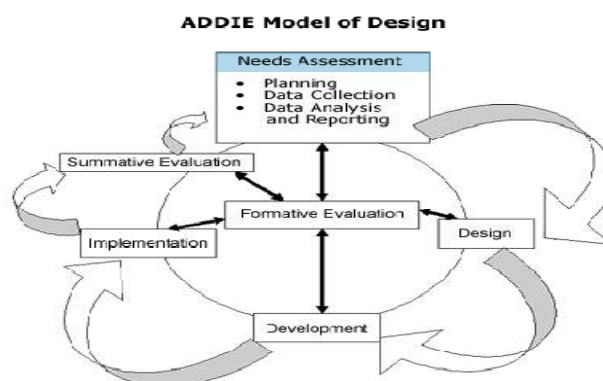 ADDIE Model of Design
Needs Assessment
• Planning
• Data Collection
• Data Analysis
and Reporting
Summative Evaluation
Formative Evaluation
Implementation
Design
Development